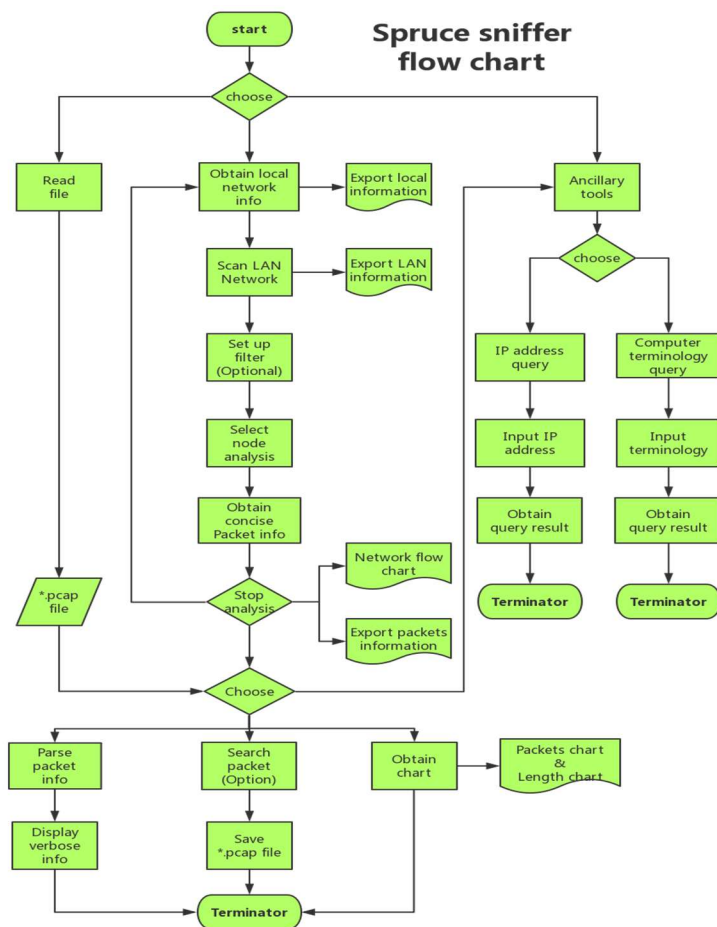 Spruce sniffer
flow chart
start
choose
Read
file
Obtain local
network
info
Export local
information
Ancillary
tools
Scan LAN
Network
Export LAN
information
choose
Set up
filter
(Optional)
IP address
query
Computer
terminology
query
Select
node
analysis
Input IP
address
Input
terminology
Obtain
concise
Packet info
Obtain
query result
Obtain
query result
*.pcap
file
Stop
analysis
Network flow
chart
Export packets
information
Terminator
Terminator
Choose
Parse
packet
info
Search
packet
(Option)
Obtain
chart
Packets chart
&
Length chart
Display
verbose
info
Save
*.pcap file
Terminator